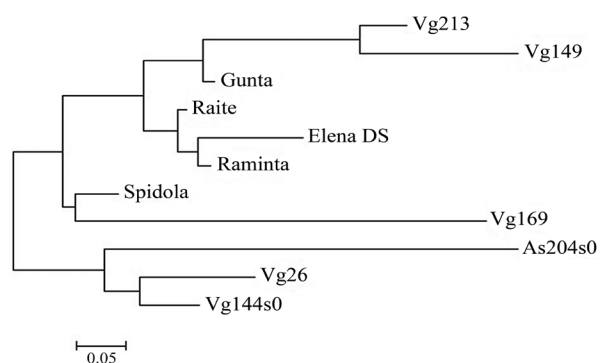 Vg213
Vg149
Gunta
Raite
Elena DS
Raminta
Spidola
Vg169
As204s0
Vg26
Vg144s0
0.05